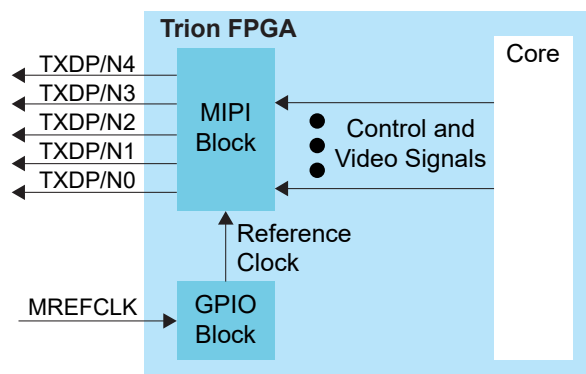 Trion FPGA
TXDP/N4
TXDP/N3
TXDP/N2
TXDP/N1
TXDP/N0
MIPI
Block
Core
Control and
Video Signals
Reference
Clock
MREFCLK
GPIO
Block